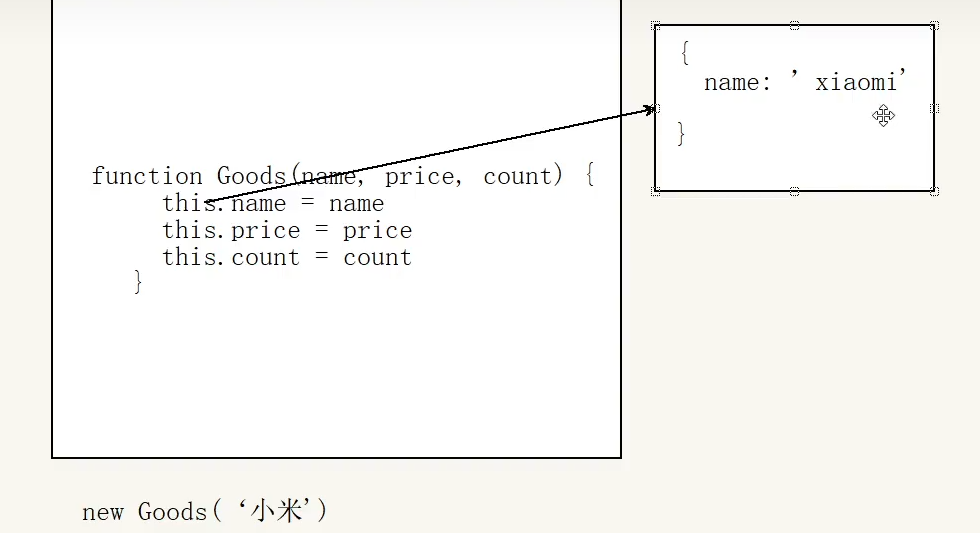 {
name: ’ xiaomi’
}
function Goods(name, price, count) {
this.name = name
this.price = price
this.count = count
}
new Goods( ‘小米’)